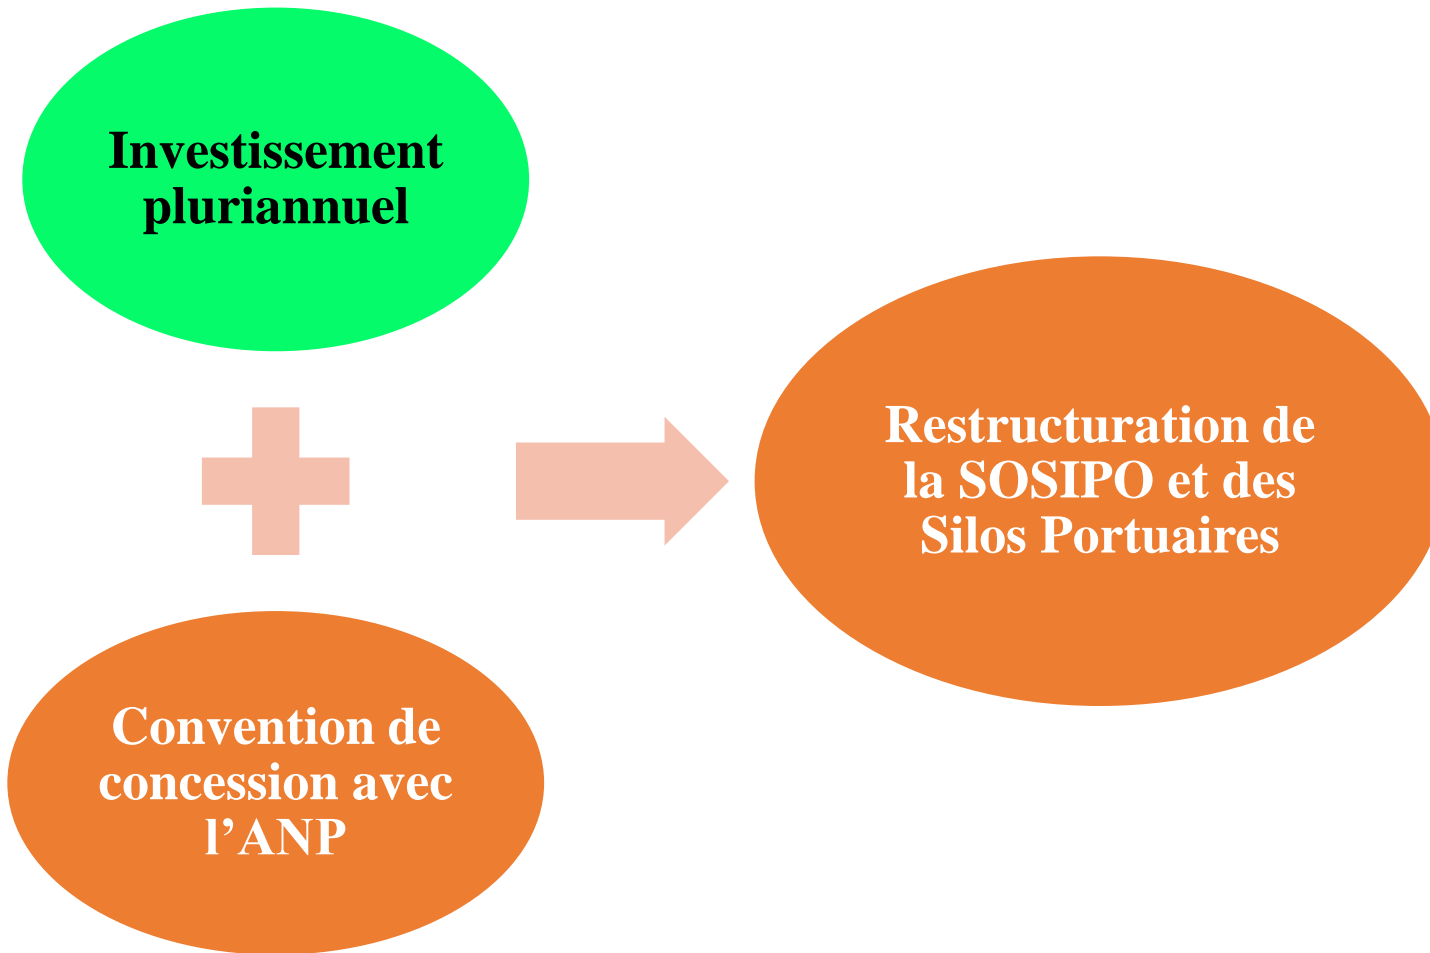 Investissement
pluriannuel
Restructuration de
la SOSIPO et des
Silos Portuaires
Convention de
concession avec
l’ANP